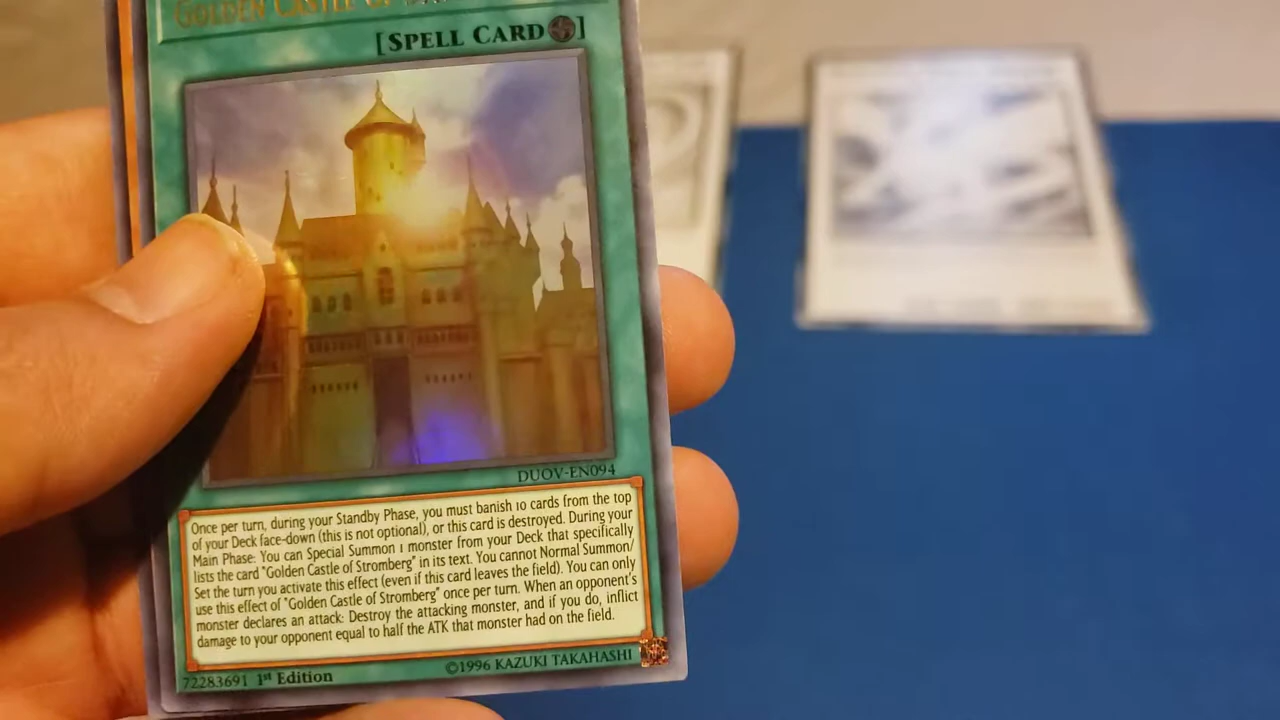 GOLDEN CASTLE OF
[SPELL CARD]
DUOV-EN094
Once per turn, during your Standby Phase, you must banish 10 cards from the top
of your Deck face-down (this is not optional), or this card is destroyed. During your
Main Phase: You can Special Summon 1 monster from your Deck that specifically
lists the card "Golden Castle of Stromberg" in its text. You cannot Normal Summon/
Set the turn you activate this effect (even if this card leaves the field). You can only
use this effect of "Golden Castle of Stromberg" once per turn. When an opponent's
monster declares an attack: Destroy the attacking monster, and if you do, inflict
damage to your opponent equal to half the ATK that monster had on the field.
72283691 1st Edition ©1996 KAZUKI TAKAHASHI